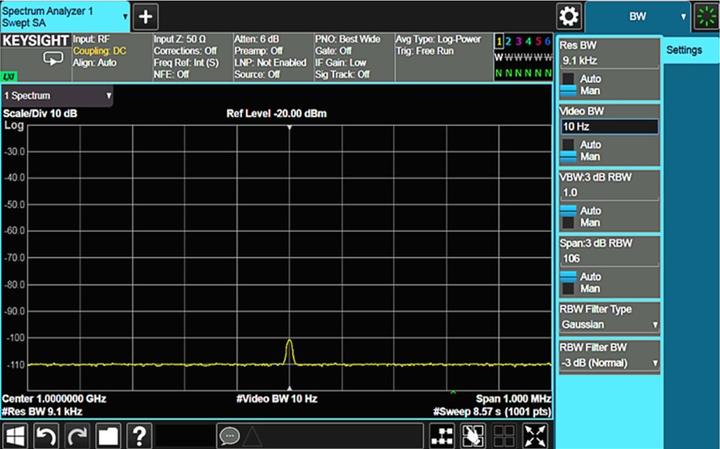 Spectrum Analyzer 1
Swept SA
BW
KEYSIGHT
LXI
Input: RF
Coupling: DC
Align: Auto
Input Z: 50 Ω
Corrections: Off
Freq Ref: Int (S)
NFE: Off
Atten: 6 dB
Preamp: Off
LNP: Not Enabled
Source: Off
PNO: Best Wide
Gate: Off
IF Gain: Low
Sig Track: Off
Avg Type: Log-Power
Trig: Free Run
1 2 3 4 5 6
W W W W W W
N N N N N N
1 Spectrum
Scale/Div 10 dB
Ref Level -20.00 dBm
Log
-30.0
-40.0
-50.0
-60.0
-70.0
-80.0
-90.0
-100
-110
Center 1.0000000 GHz
#Video BW 10 Hz
Span 1.000 MHz
#Res BW 9.1 kHz
#Sweep 8.57 s (1001 pts)
Res BW
9.1 kHz
Auto
Man
Video BW
10 Hz
Auto
Man
VBW:3 dB RBW
1.0
Auto
Man
Span:3 dB RBW
106
Auto
Man
RBW Filter Type
Gaussian
RBW Filter BW
-3 dB (Normal)
Settings
?